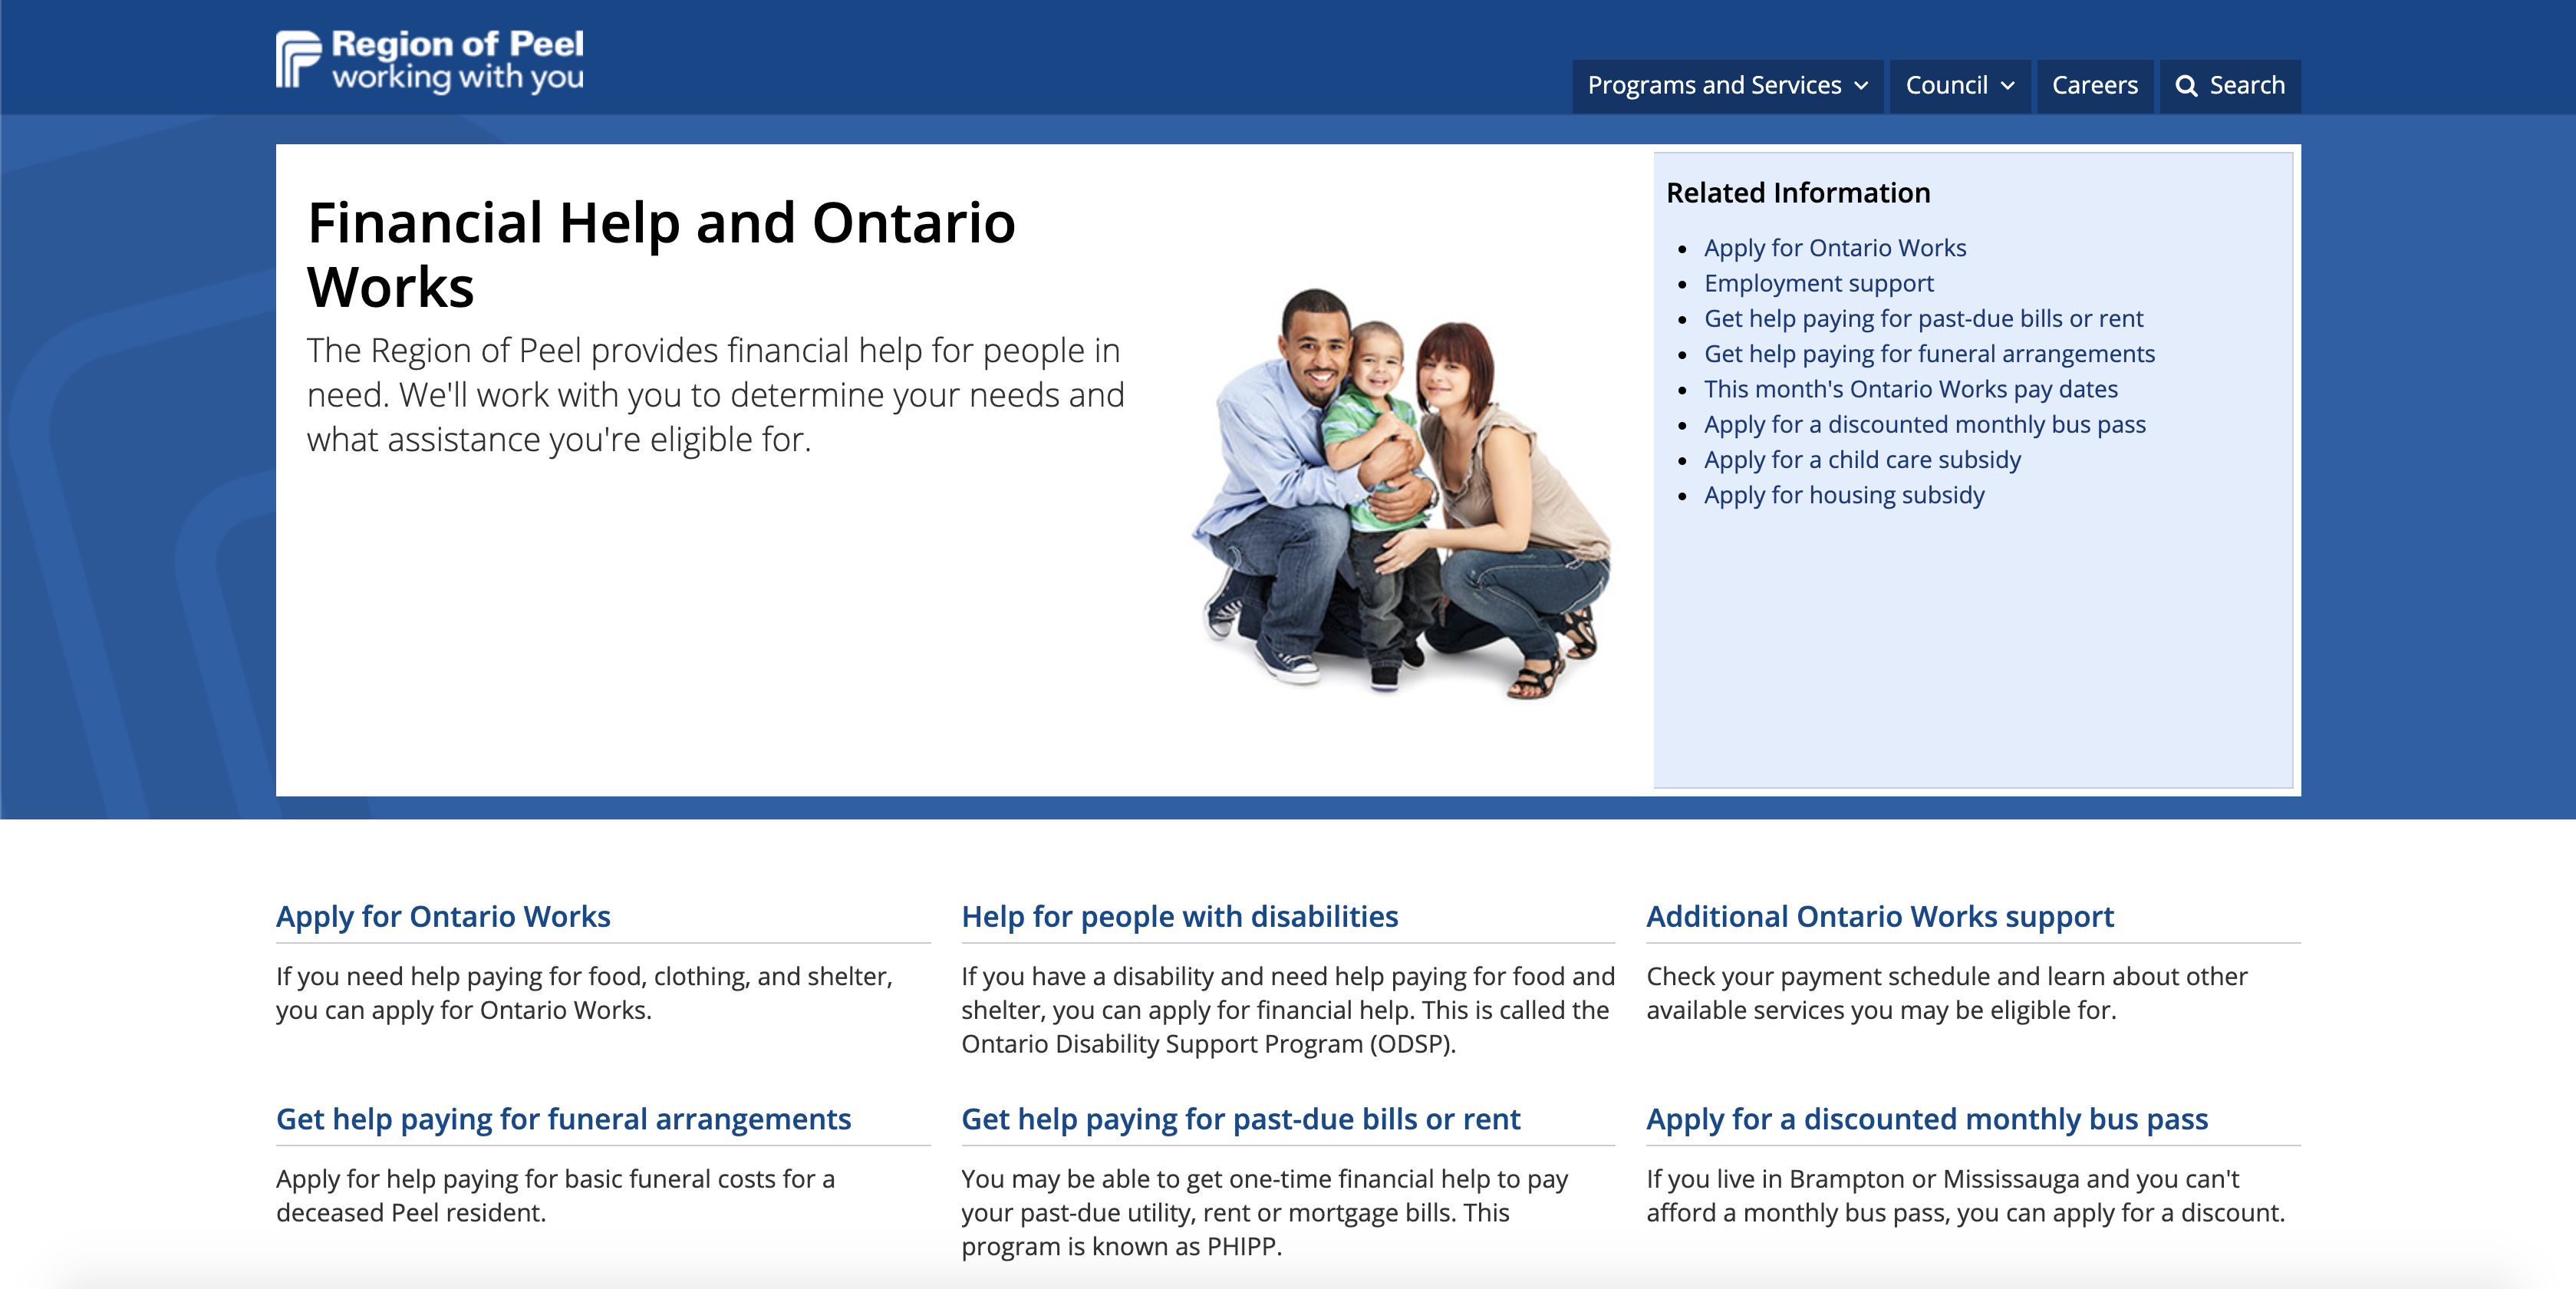 Region of Peel
working with you
Programs and Services
Council
Careers
Search
Financial Help and Ontario
Works
The Region of Peel provides financial help for people in
need. We'll work with you to determine your needs and
what assistance you're eligible for.
Related Information
• Apply for Ontario Works
• Employment support
• Get help paying for past-due bills or rent
• Get help paying for funeral arrangements
• This month's Ontario Works pay dates
• Apply for a discounted monthly bus pass
• Apply for a child care subsidy
• Apply for housing subsidy
Apply for Ontario Works
If you need help paying for food, clothing, and shelter,
you can apply for Ontario Works.
Help for people with disabilities
If you have a disability and need help paying for food and
shelter, you can apply for financial help. This is called the
Ontario Disability Support Program (ODSP).
Additional Ontario Works support
Check your payment schedule and learn about other
available services you may be eligible for.
Get help paying for funeral arrangements
Apply for help paying for basic funeral costs for a
deceased Peel resident.
Get help paying for past-due bills or rent
You may be able to get one-time financial help to pay
your past-due utility, rent or mortgage bills. This
program is known as PHIPP.
Apply for a discounted monthly bus pass
If you live in Brampton or Mississauga and you can't
afford a monthly bus pass, you can apply for a discount.